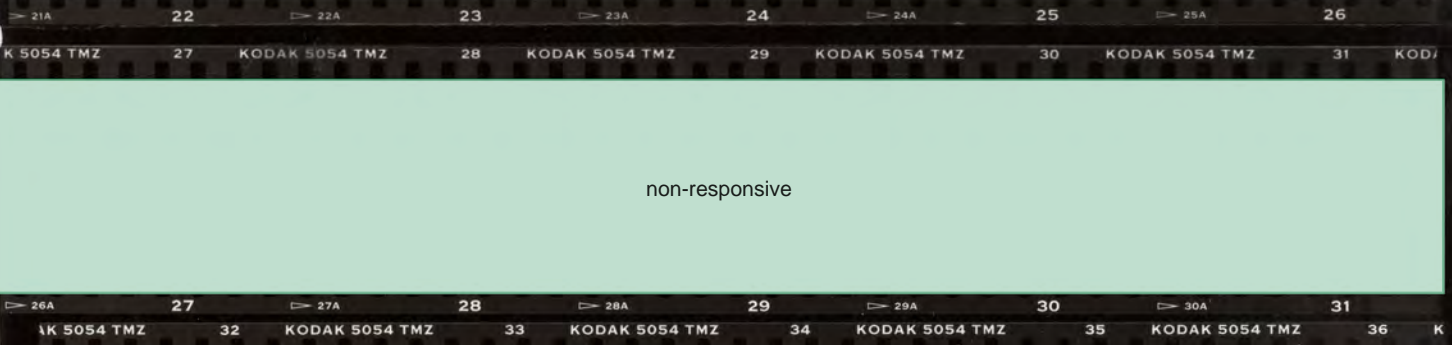 21A 22 22A 23 23A 24 24A 25 25A 26
K 5054 TMZ 27 KODAK 5054 TMZ 28 KODAK 5054 TMZ 29 KODAK 5054 TMZ 30 KODAK 5054 TMZ 31 KOD
non-responsive
26A 27 27A 28 28A 29 29A 30 30A 31
AK 5054 TMZ 32 KODAK 5054 TMZ 33 KODAK 5054 TMZ 34 KODAK 5054 TMZ 35 KODAK 5054 TMZ 36 K